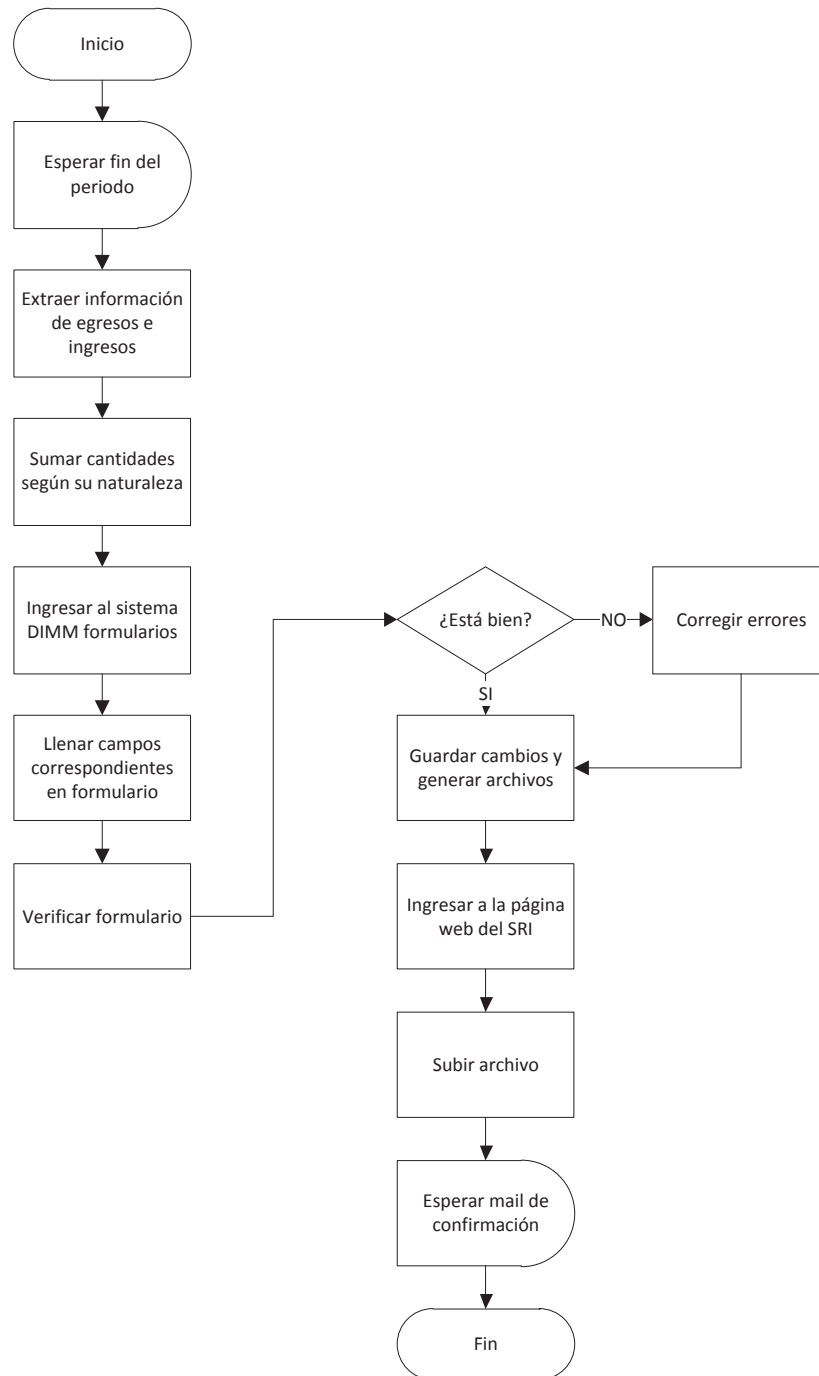 Inicio
Esperar fin del
periodo
Extraer información
de egresos e
ingresos
Sumar cantidades
según su naturaleza
Ingresar al sistema
DIMM formularios
Llenar campos
correspondientes
en formulario
Verificar formulario
¿Está bien?
NO
Corregir errores
SI
Guardar cambios y
generar archivos
Ingresar a la página
web del SRI
Subir archivo
Esperar mail de
confirmación
Fin